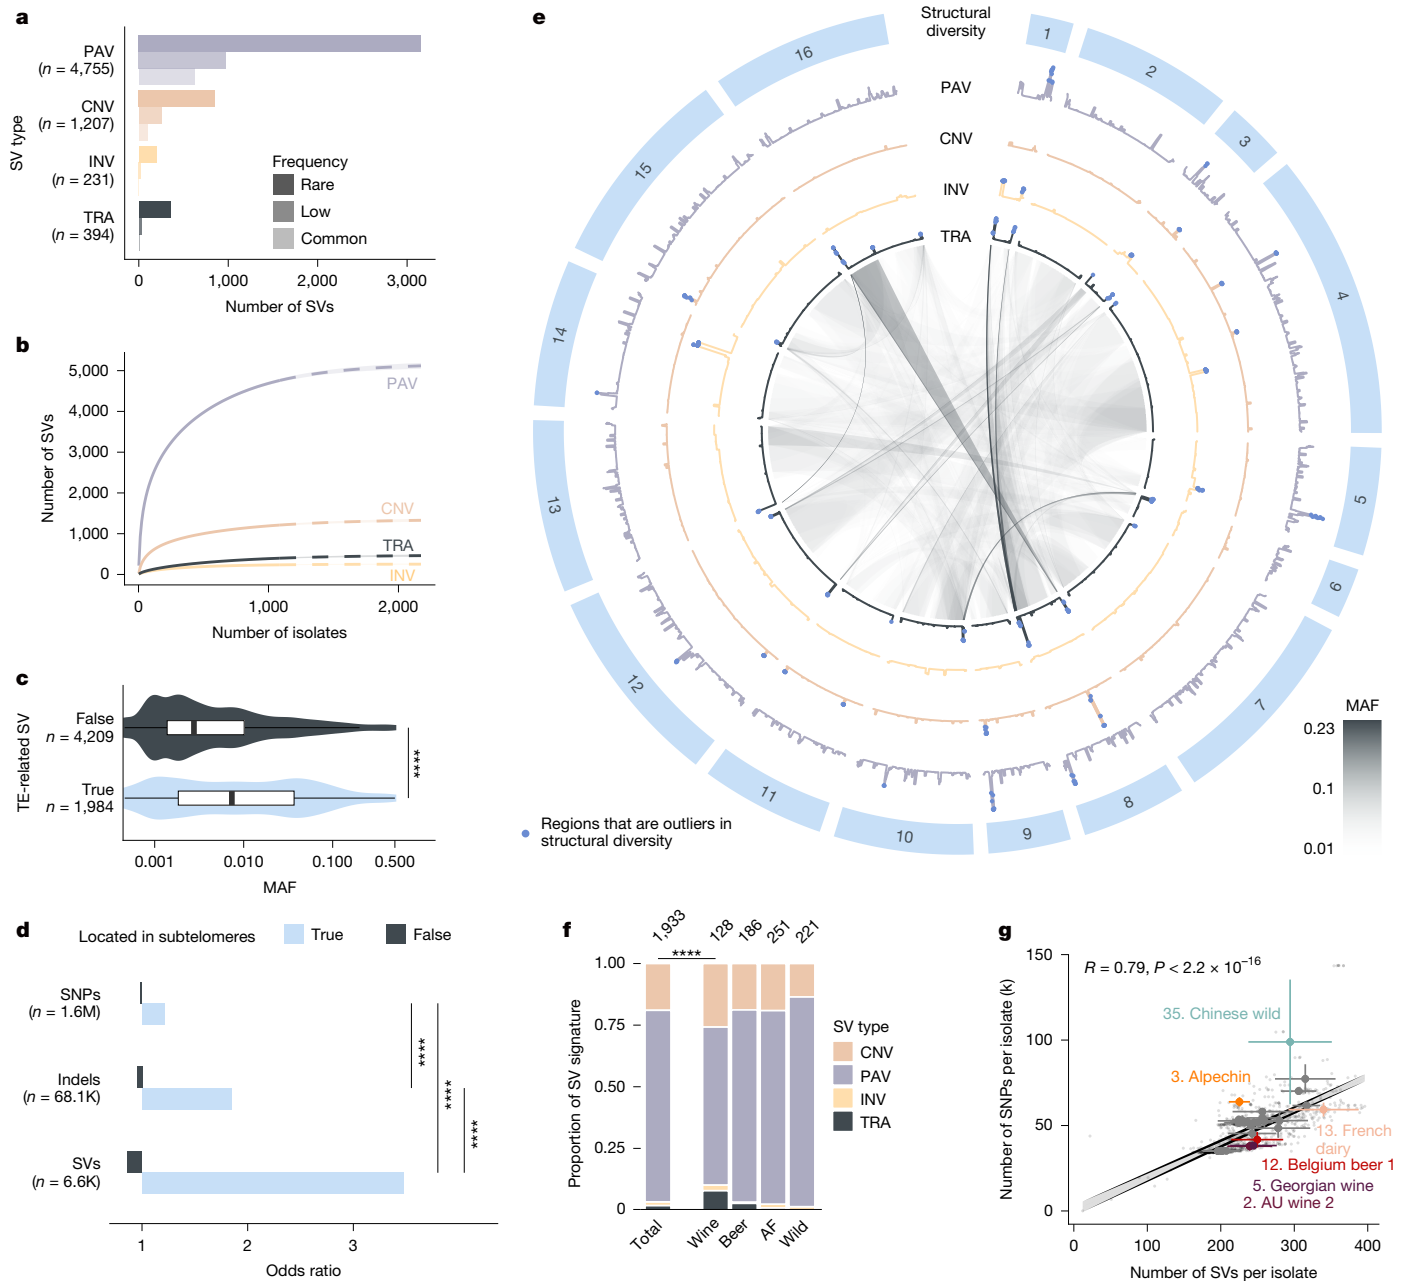 a
PAV
(n = 4,755)
CNV
(n = 1,207)
INV
(n = 231)
TRA
(n = 394)
SV type
Frequency
Rare
Low
Common
0
1,000
2,000
3,000
Number of SVs
b
5,000
4,000
3,000
2,000
1,000
0
Number of SVs
PAV
CNV
TRA
INV
0
1,000
2,000
Number of isolates
c
TE-related SV
False
n = 4,209
True
n = 1,984
****
0.001
0.010
0.100
0.500
MAF
d
Located in subtelomeres
True
False
SNPs
(n = 1.6M)
Indels
(n = 68.1K)
SVs
(n = 6.6K)
****
****
****
1
2
3
Odds ratio
e
Structural
diversity
PAV
CNV
INV
TRA
1
2
3
4
5
6
7
8
9
10
11
12
13
14
15
16
MAF
0.23
0.1
0.01
Regions that are outliers in
structural diversity
f
1,933
128
186
251
221
****
1.00
0.75
0.50
0.25
0
Proportion of SV signature
Total
Wine
Beer
AF
Wild
SV type
CNV
PAV
INV
TRA
g
150
100
50
0
Number of SNPs per isolate (k)
R = 0.79, P < 2.2 × 10−16
35. Chinese wild
3. Alpechin
13. French
dairy
12. Belgium beer 1
5. Georgian wine
2. AU wine 2
0
100
200
300
400
Number of SVs per isolate